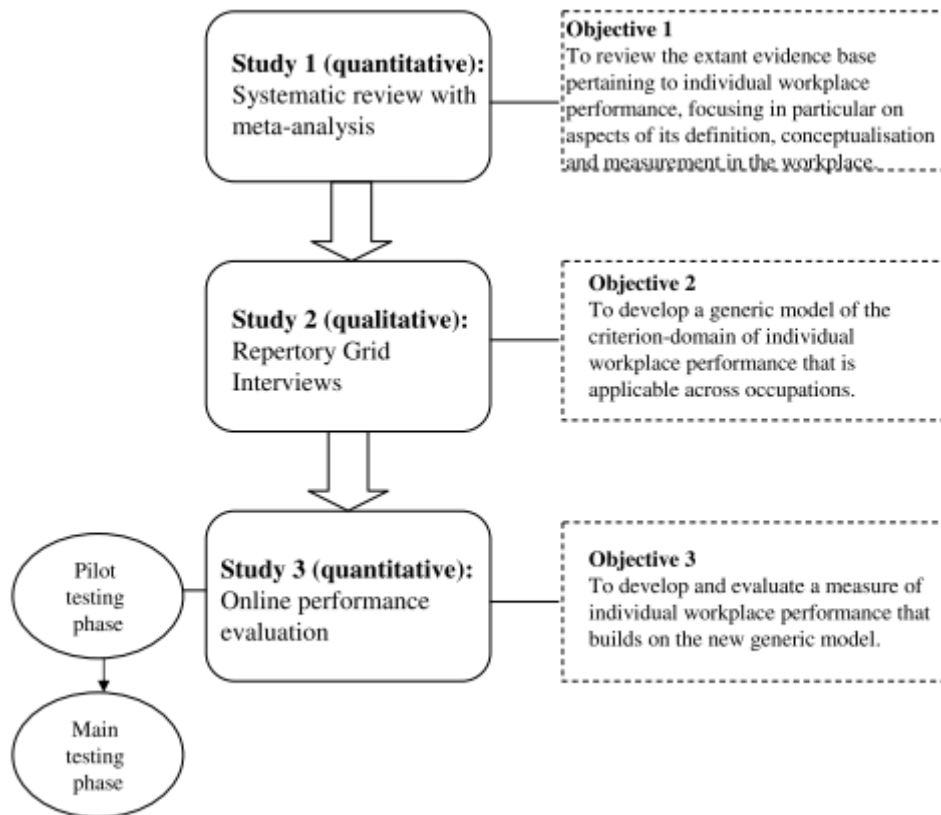 Study 1 (quantitative):
Systematic review with
meta-analysis
Objective 1
To review the extant evidence base
pertaining to individual workplace
performance, focusing in particular on
aspects of its definition, conceptualisation
and measurement in the workplace.
Study 2 (qualitative):
Repertory Grid
Interviews
Objective 2
To develop a generic model of the
criterion-domain of individual
workplace performance that is
applicable across occupations.
Study 3 (quantitative):
Online performance
evaluation
Objective 3
To develop and evaluate a measure of
individual workplace performance that
builds on the new generic model.
Pilot
testing
phase
Main
testing
phase